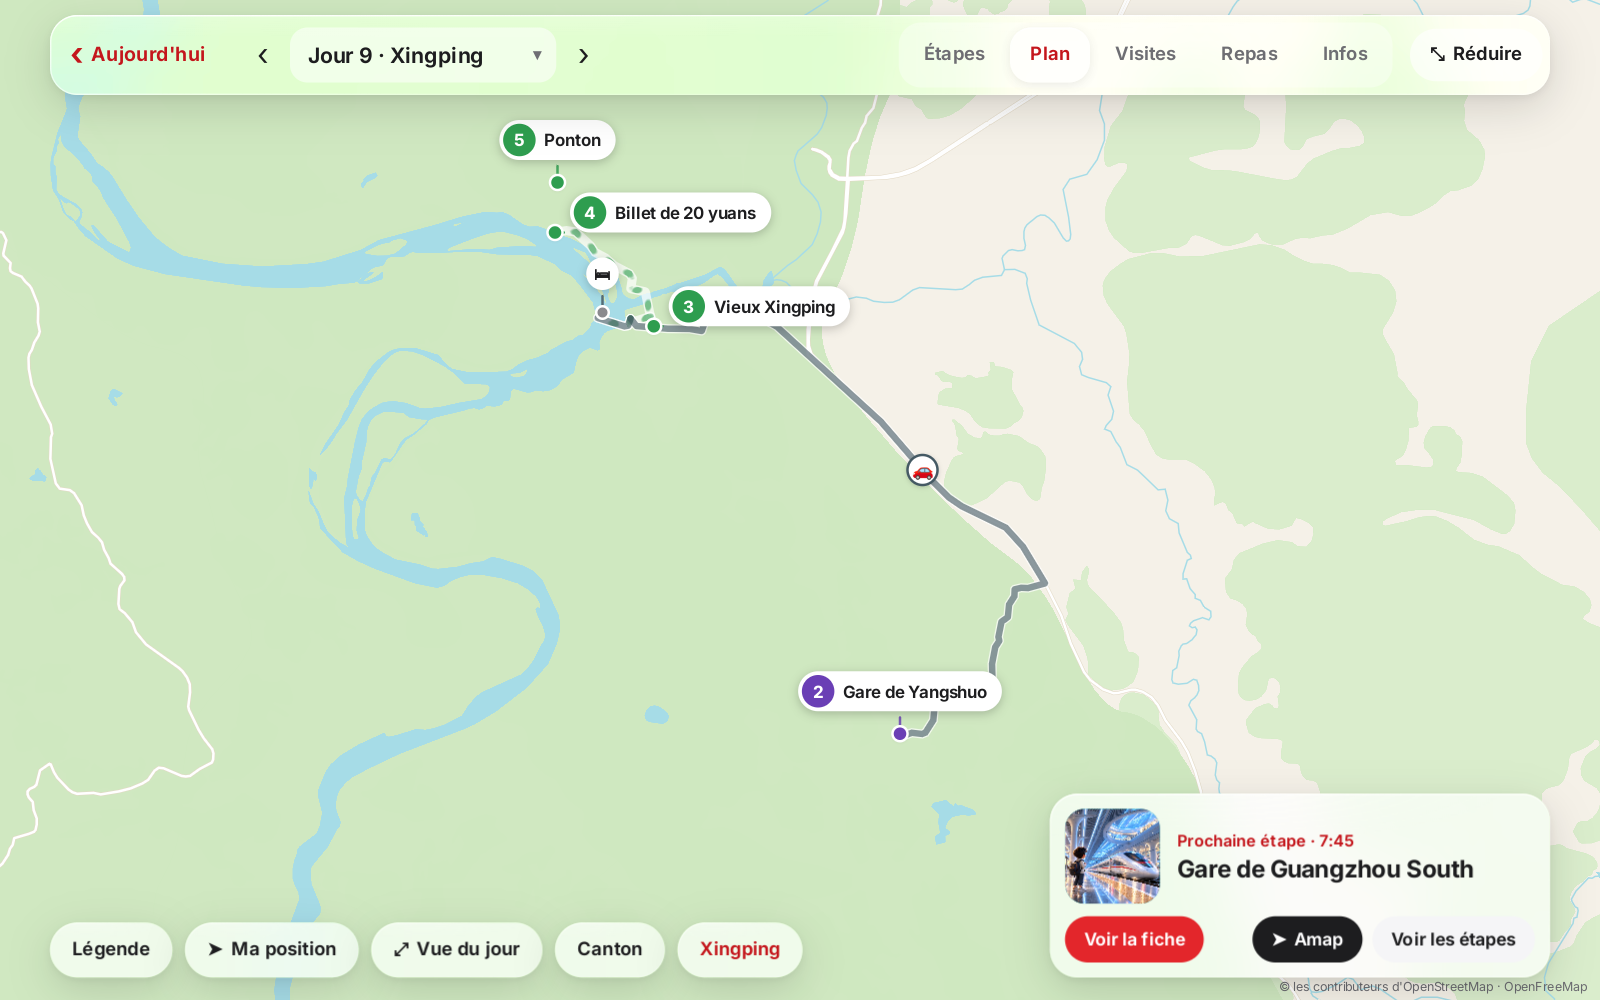 Aujourd'hui
Jour 9 · Xingping
Étapes
Plan
Visites
Repas
Infos
Réduire
5 Ponton
4 Billet de 20 yuans
3 Vieux Xingping
2 Gare de Yangshuo
Prochaine étape · 7:45
Gare de Guangzhou South
Voir la fiche
Amap
Voir les étapes
Légende
Ma position
Vue du jour
Canton
Xingping
© les contributeurs d'OpenStreetMap · OpenFreeMap